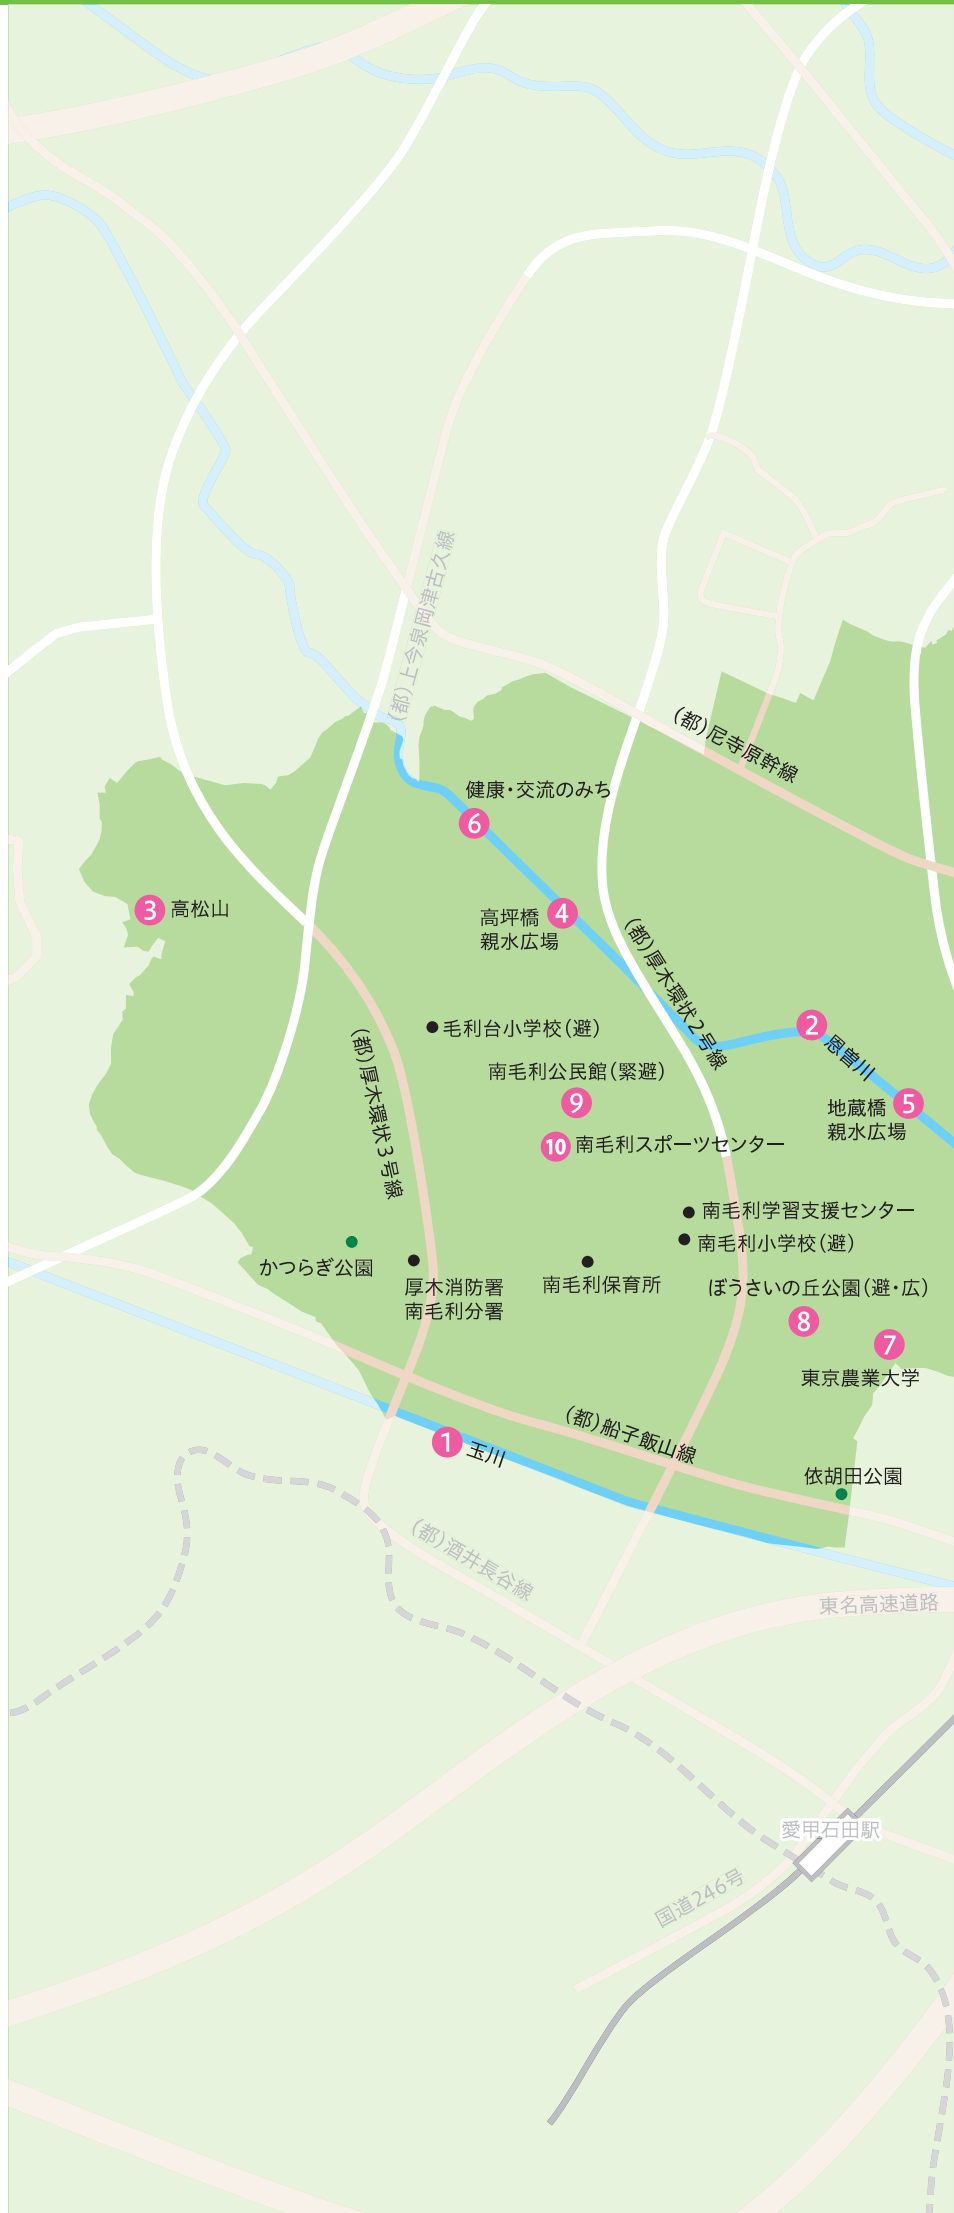 (都)上今泉岡津古久線
(都)尼寺原幹線
健康・交流のみち
6
3
高松山
高坪橋
親水広場
4
(都)厚木環状2号線
毛利台小学校(避)
2
恩曽川
(都)厚木環状3号線
南毛利公民館(緊避)
9
地蔵橋
親水広場
5
10
南毛利スポーツセンター
南毛利学習支援センター
南毛利小学校(避)
かつらぎ公園
厚木消防署
南毛利分署
南毛利保育所
ぼうさいの丘公園(避・広)
8
7
東京農業大学
(都)船子飯山線
1
玉川
依胡田公園
(都)酒井長谷線
東名高速道路
愛甲石田駅
国道246号